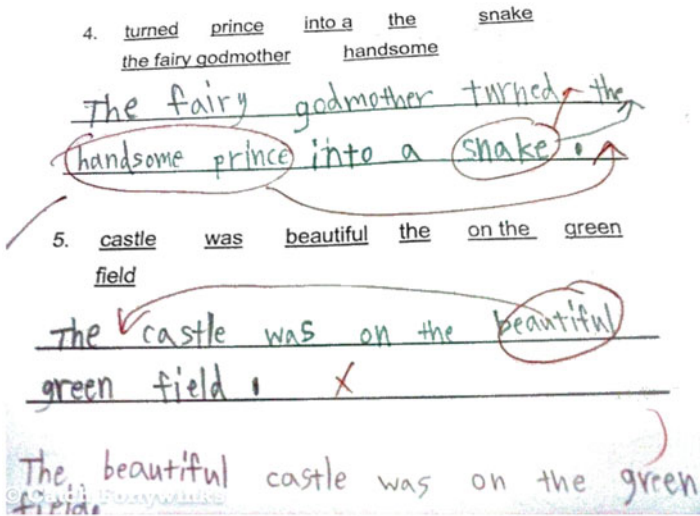 4. turned prince into a the snake
the fairy godmother handsome
The fairy godmother turned the
handsome prince into a snake.
5. castle was beautiful the on the green
field
The castle was on the beautiful
green field.
The beautiful castle was on the green
field.